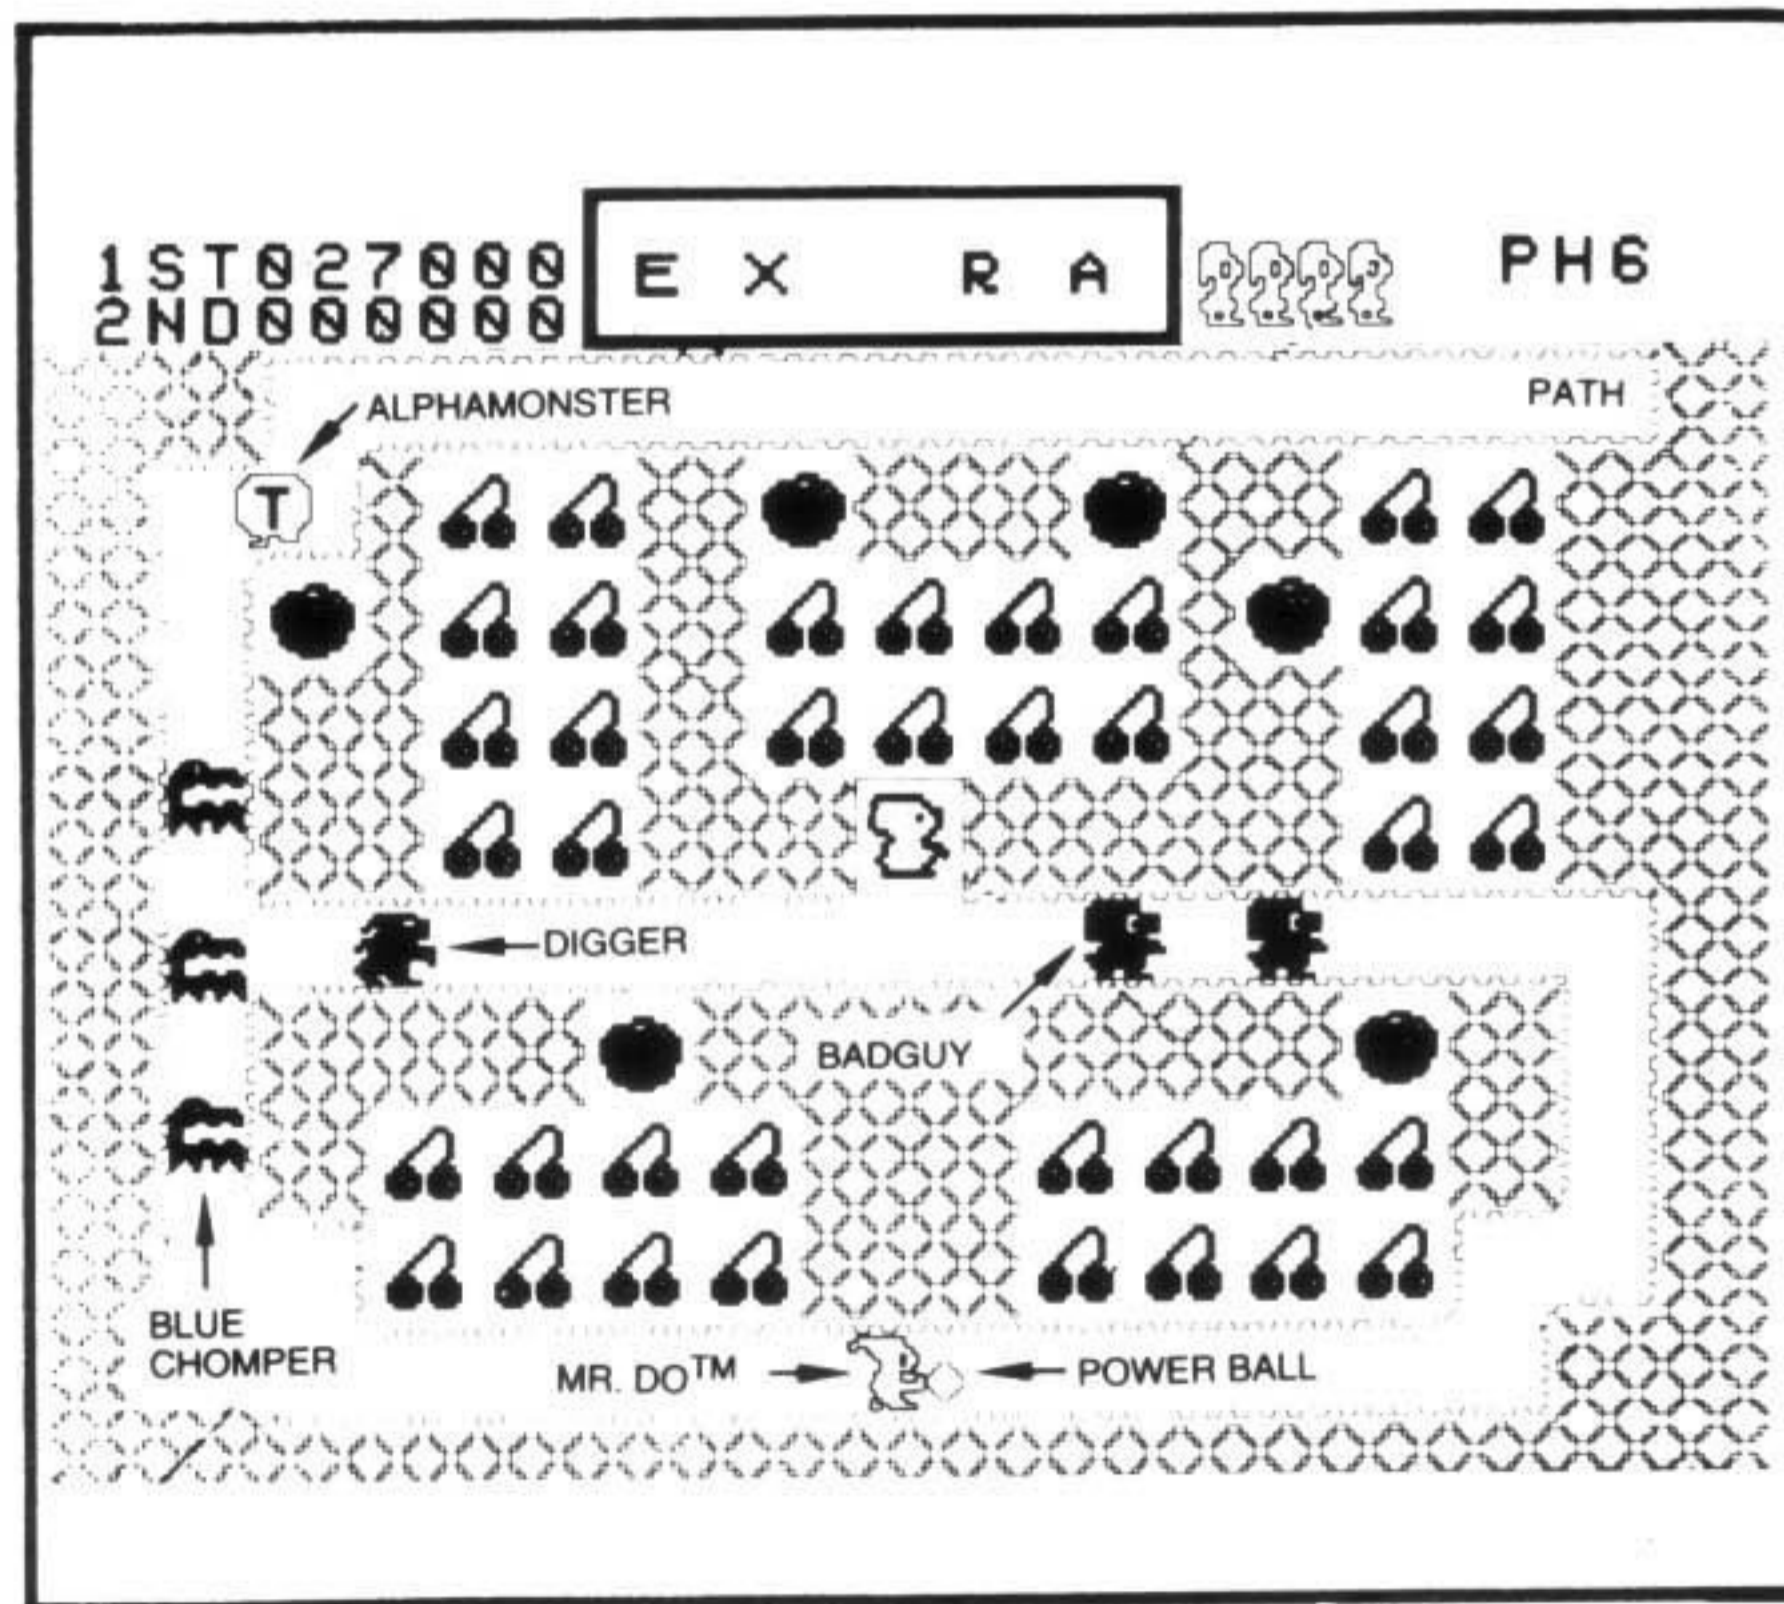 1ST027000
2ND000000
E X   R A
PH6
PATH
ALPHAMONSTER
T
DIGGER
BADGUY
BLUE
CHOMPER
MR. DO™
POWER BALL